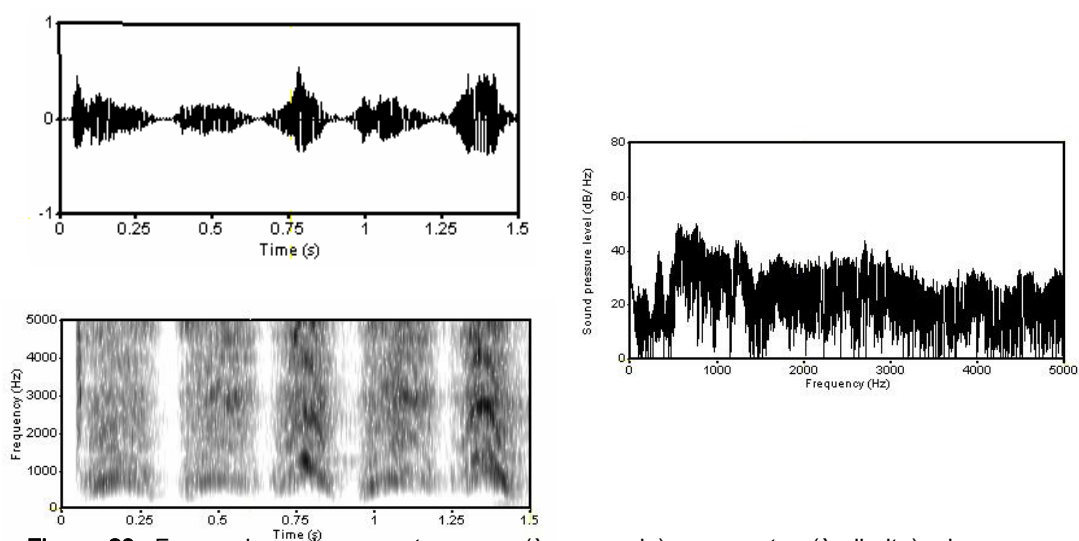 1
0
-1
0 0.25 0.5 0.75 1 1.25 1.5
Time (s)
5000
4000
3000
2000
1000
0
Frequency (Hz)
0 0.25 0.5 0.75 1 1.25 1.5
Time (s)
80
60
40
20
0
Sound pressure level (dB/Hz)
0 1000 2000 3000 4000 5000
Frequency (Hz)